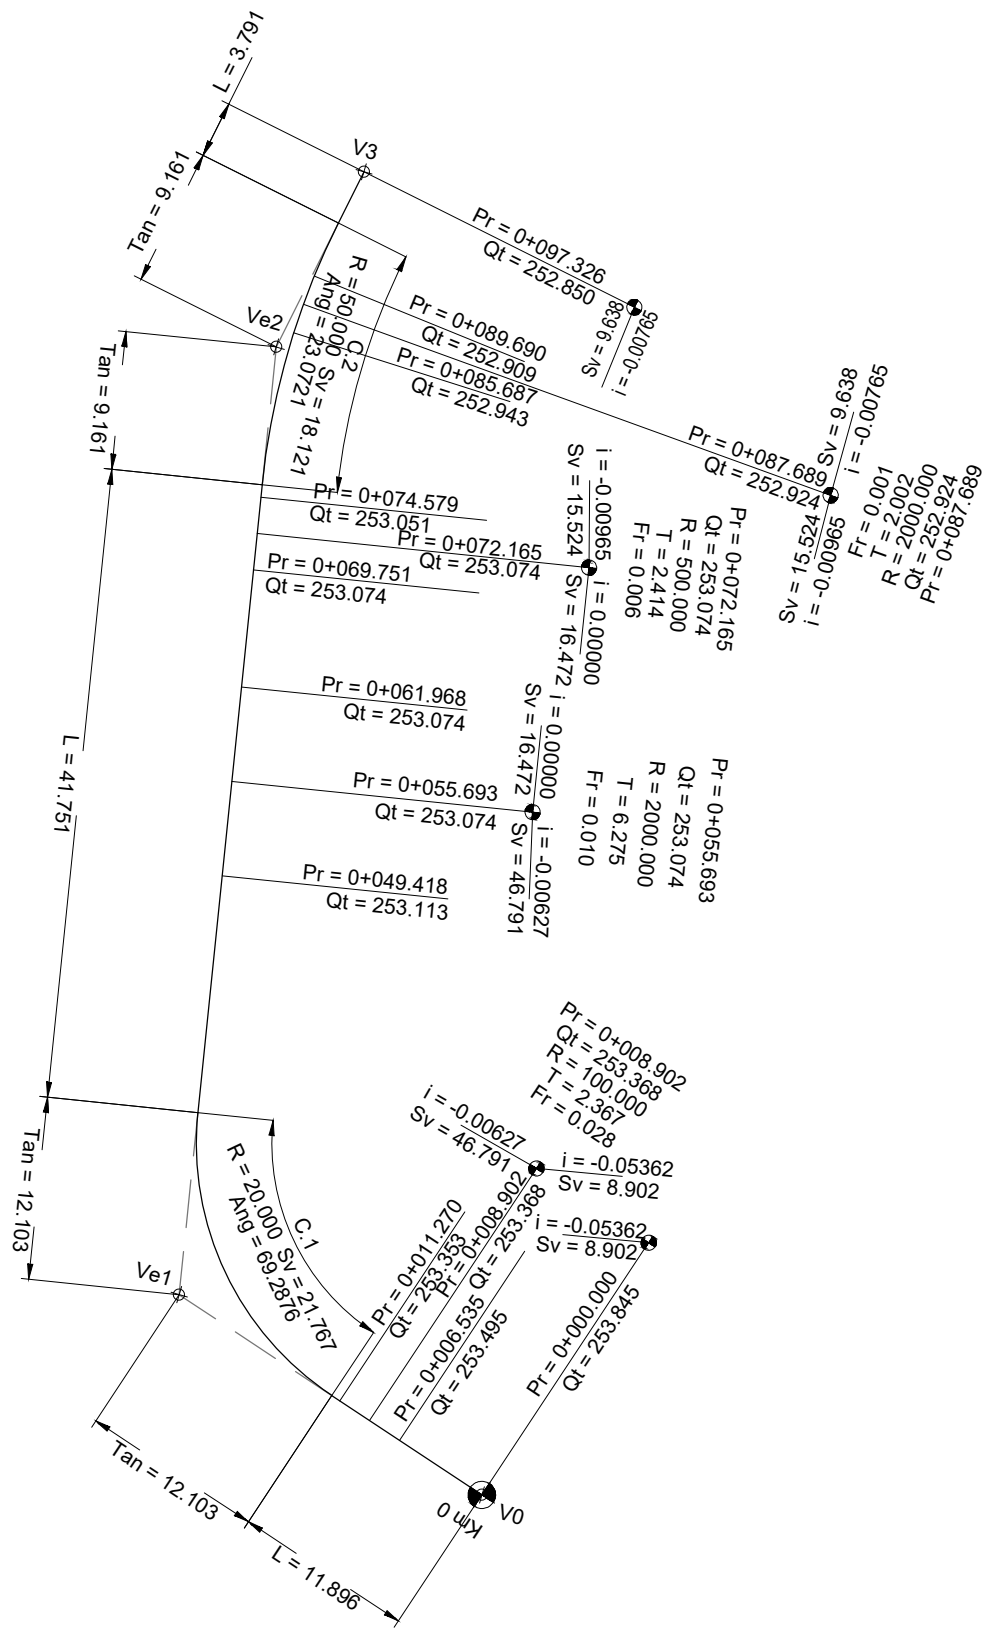 L = 3.791
V3
Tan = 9.161
Pr = 0+097.326
Qt = 252.850
Sv = 9.638
i = -0.00765
R = 50.000 Sv = 18.121
Ang = 23.0721
C.2
Ve2
Tan = 9.161
Pr = 0+089.690
Qt = 252.909
Pr = 0+085.687
Qt = 252.943
Pr = 0+087.689
Qt = 252.924
Sv = 9.638
i = -0.00765
Sv = 15.524
i = -0.00965
Fr = 0.001
T = 2.002
R = 2000.000
Qt = 252.924
Pr = 0+087.689
Pr = 0+074.579
Qt = 253.051
Pr = 0+072.165
Qt = 253.074
Pr = 0+069.751
Qt = 253.074
i = -0.00965
Sv = 15.524
i = 0.00000
Sv = 16.472
Pr = 0+072.165
Qt = 253.074
R = 500.000
T = 2.414
Fr = 0.006
Pr = 0+061.968
Qt = 253.074
i = 0.00000
Sv = 16.472
Pr = 0+055.693
Qt = 253.074
i = -0.00627
Sv = 46.791
Pr = 0+055.693
Qt = 253.074
R = 2000.000
T = 6.275
Fr = 0.010
L = 41.751
Pr = 0+049.418
Qt = 253.113
Pr = 0+008.902
Qt = 253.368
R = 100.000
T = 2.367
Fr = 0.028
i = -0.00627
Sv = 46.791
i = -0.05362
Sv = 8.902
Tan = 12.103
R = 20.000 Sv = 21.767
Ang = 69.2876
C.1
Pr = 0+011.270
Qt = 253.353
Pr = 0+008.902
Qt = 253.368
i = -0.05362
Sv = 8.902
Ve1
Pr = 0+006.535
Qt = 253.495
Pr = 0+000.000
Qt = 253.845
Tan = 12.103
V0
Km 0
L = 11.896